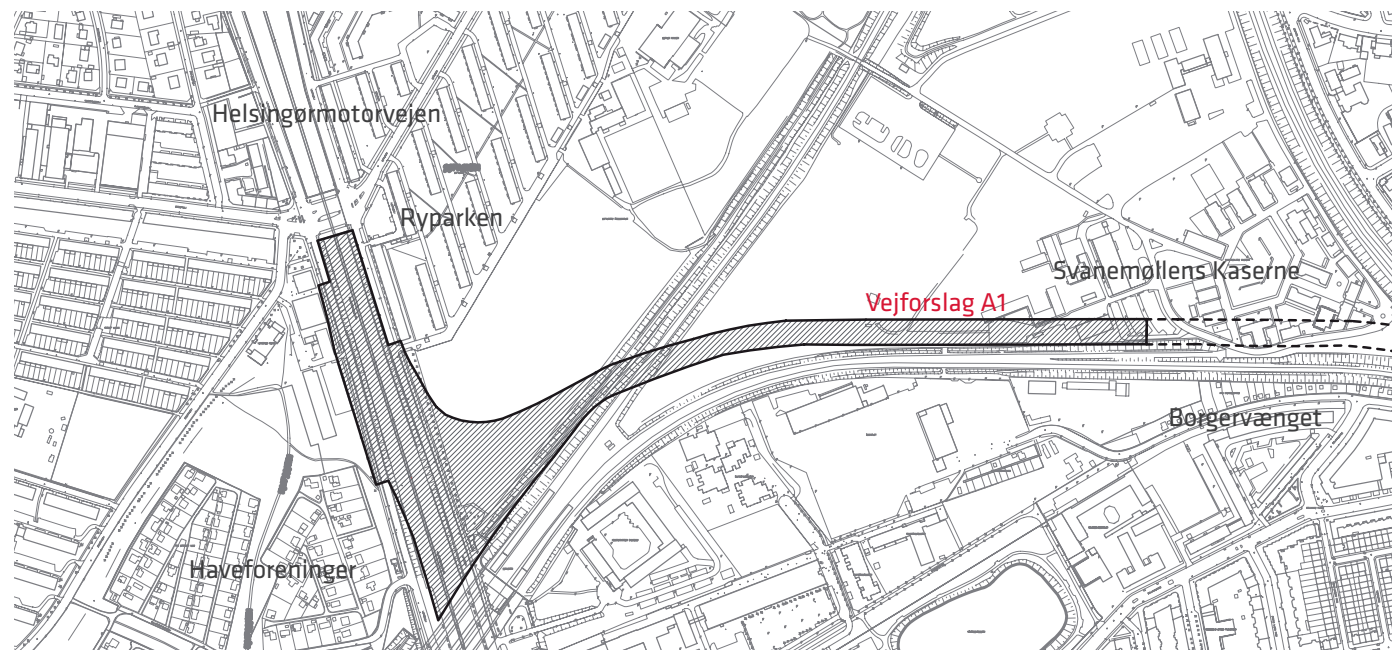 Helsingørmotorvejen
Ryparken
Svanemøllens Kaserne
Vejforslag A1
Borgervænget
Haveforeninger